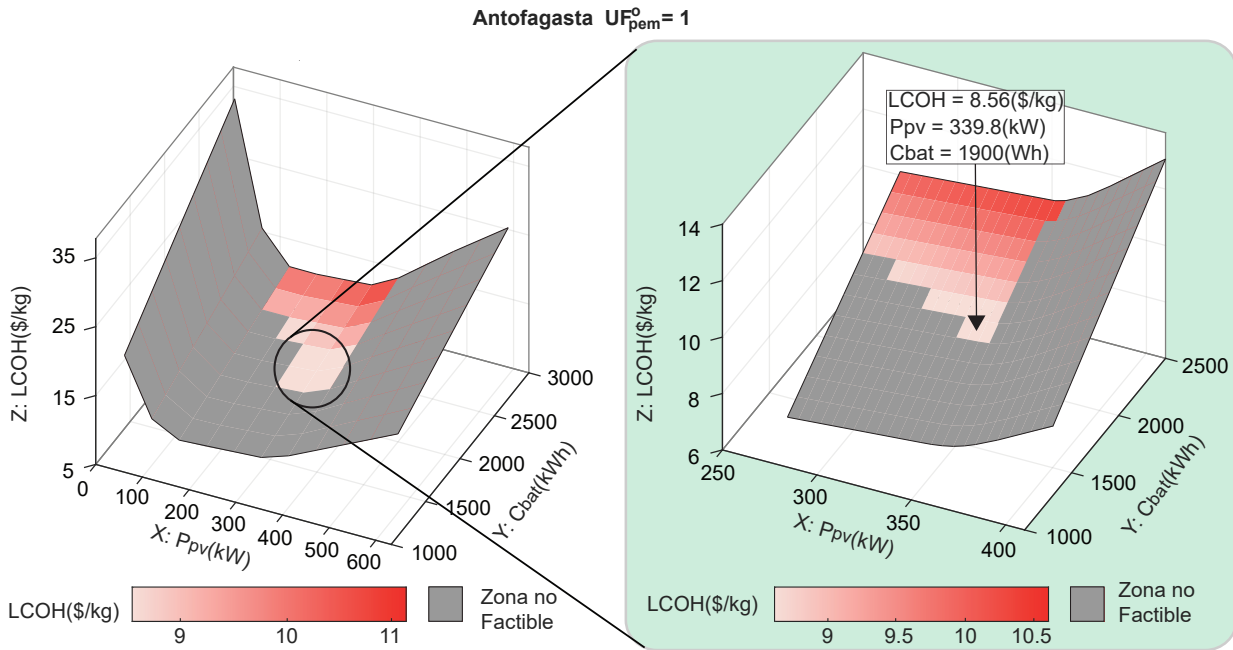 Antofagasta UF°pem = 1
Z: LCOH($/kg)
35
25
15
5
0
100
200
300
400
500
600
X: Ppv(kW)
1000
1500
2000
2500
3000
Y: Cbat(kWh)
LCOH($/kg)
9
10
11
Zona no
Factible
LCOH = 8.56($/kg)
Ppv = 339.8(kW)
Cbat = 1900(Wh)
Z: LCOH($/kg)
14
12
10
8
6
250
300
350
400
X: Ppv(kW)
1000
1500
2000
2500
Y: Cbat(kWh)
LCOH($/kg)
9
9.5
10
10.5
Zona no
Factible